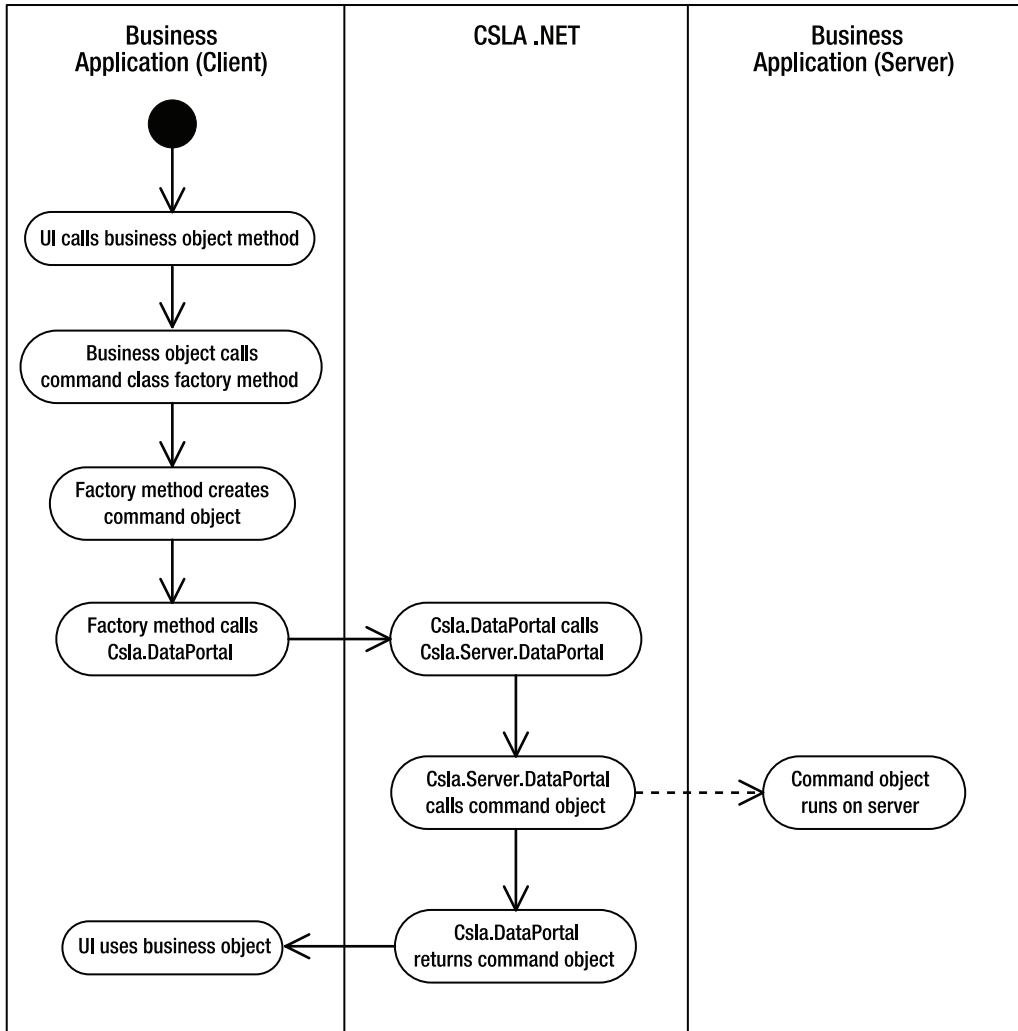 Business
Application (Client)
CSLA .NET
Business
Application (Server)
UI calls business object method
Business object calls
command class factory method
Factory method creates
command object
Factory method calls
Csla.DataPortal
Csla.DataPortal calls
Csla.Server.DataPortal
Csla.Server.DataPortal
calls command object
Command object
runs on server
Csla.DataPortal
returns command object
UI uses business object